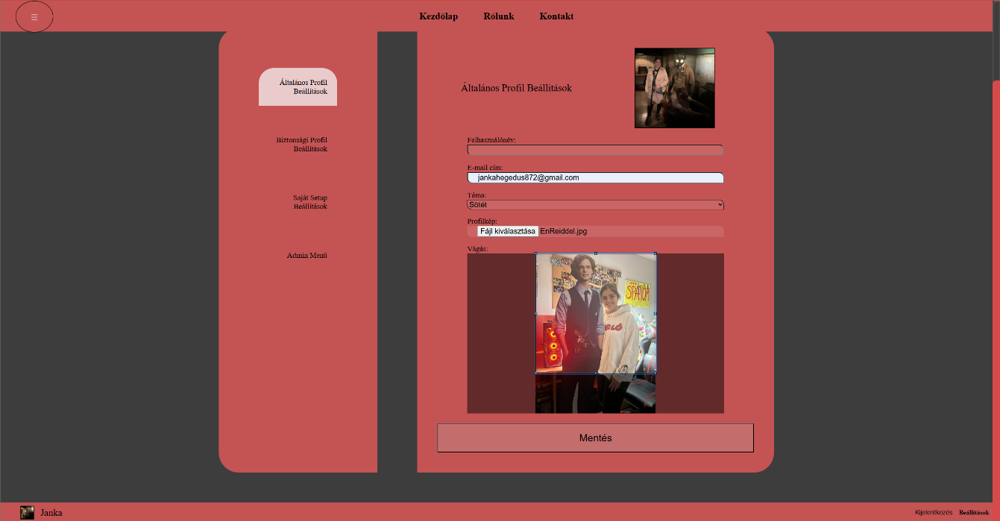 ☰
Kezdőlap Rólunk Kontakt
Általános Profil
Beállítások
Biztonsági Profil
Beállítások
Saját Setup
Beállítások
Admin Menü
Általános Profil Beállítások
Felhasználónév:
E-mail cím:
jankahegedus872@gmail.com
Téma:
Sötét
Profilkép:
Fájl kiválasztása EnReiddel.jpg
Vágás:
Mentés
Janka
Kijelentkezés Beállítások